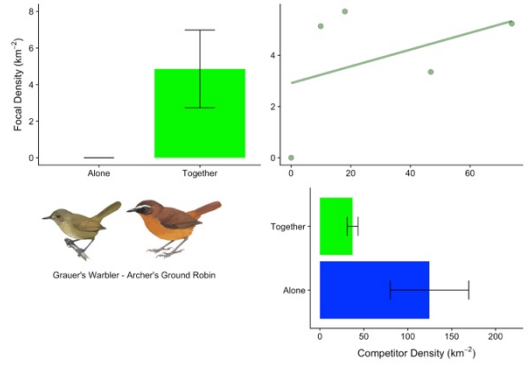 Focal Density (km⁻²)
8
6
4
2
0
Alone Together
4
2
0
0 20 40 60
Grauer's Warbler - Archer's Ground Robin
Together
Alone
0 50 100 150 200
Competitor Density (km⁻²)